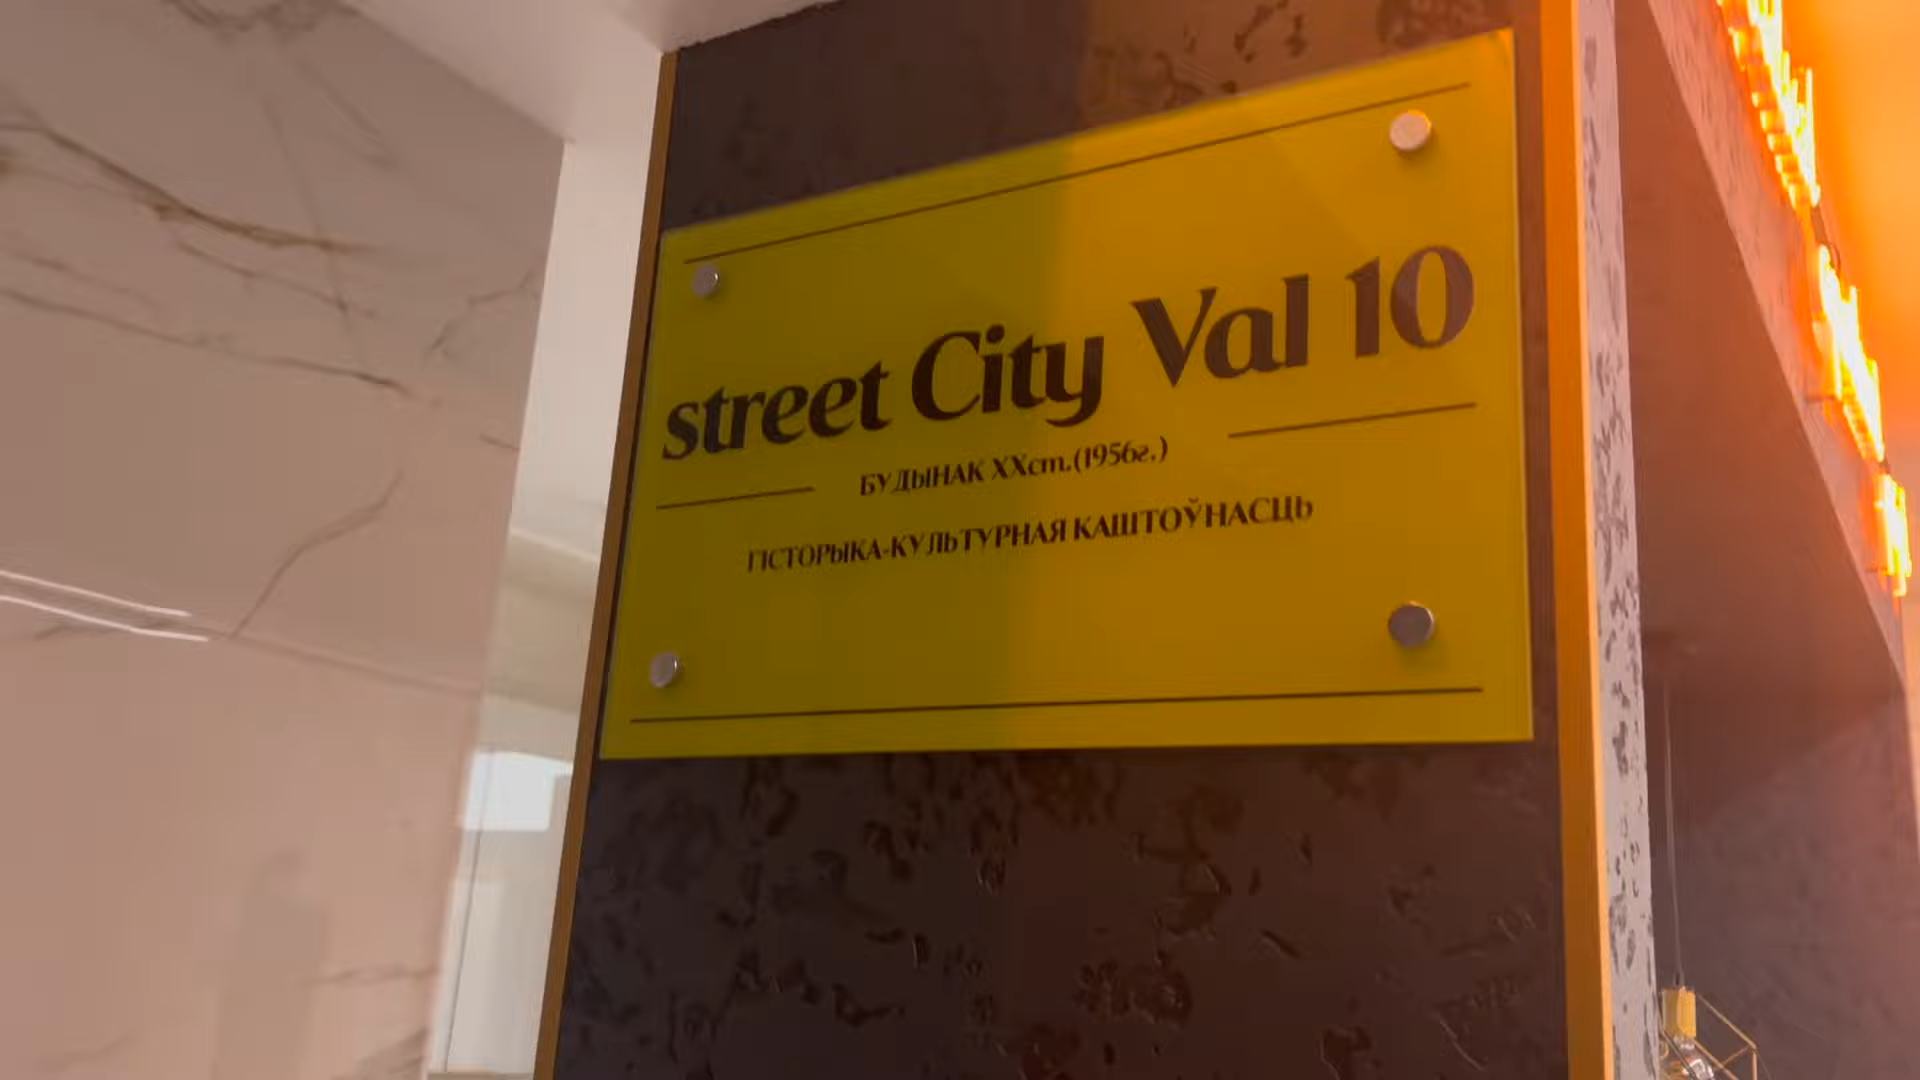 street City Val 10
БУДЫНАК XXст.(1956г.)
ГІСТОРЫКА-КУЛЬТУРНАЯ КАШТОЎНАСЦЬ